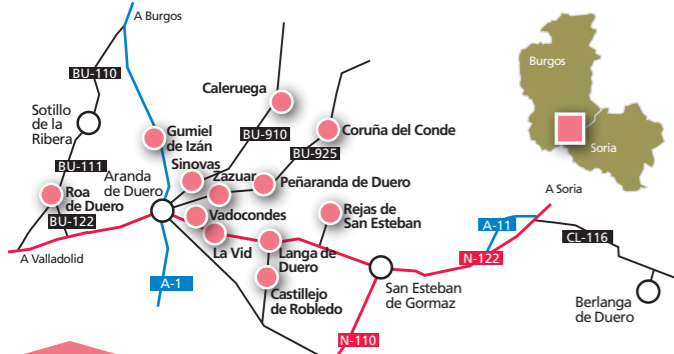 A Burgos
BU-110
Caleruega
Burgos
Sotillo
de la
Ribera
Gumiel
de Izán
BU-910
Coruña del Conde
Soria
BU-111
Sinovas
BU-925
Aranda
de Duero
Zazuar
Peñaranda de Duero
Roa
de Duero
A Soria
BU-122
Vadocondes
Rejas de
San Esteban
A-11
CL-116
A Valladolid
La Vid
Langa de
Duero
N-122
A-1
Castillejo
de Robledo
San Esteban
de Gormaz
Berlanga
de Duero
N-110